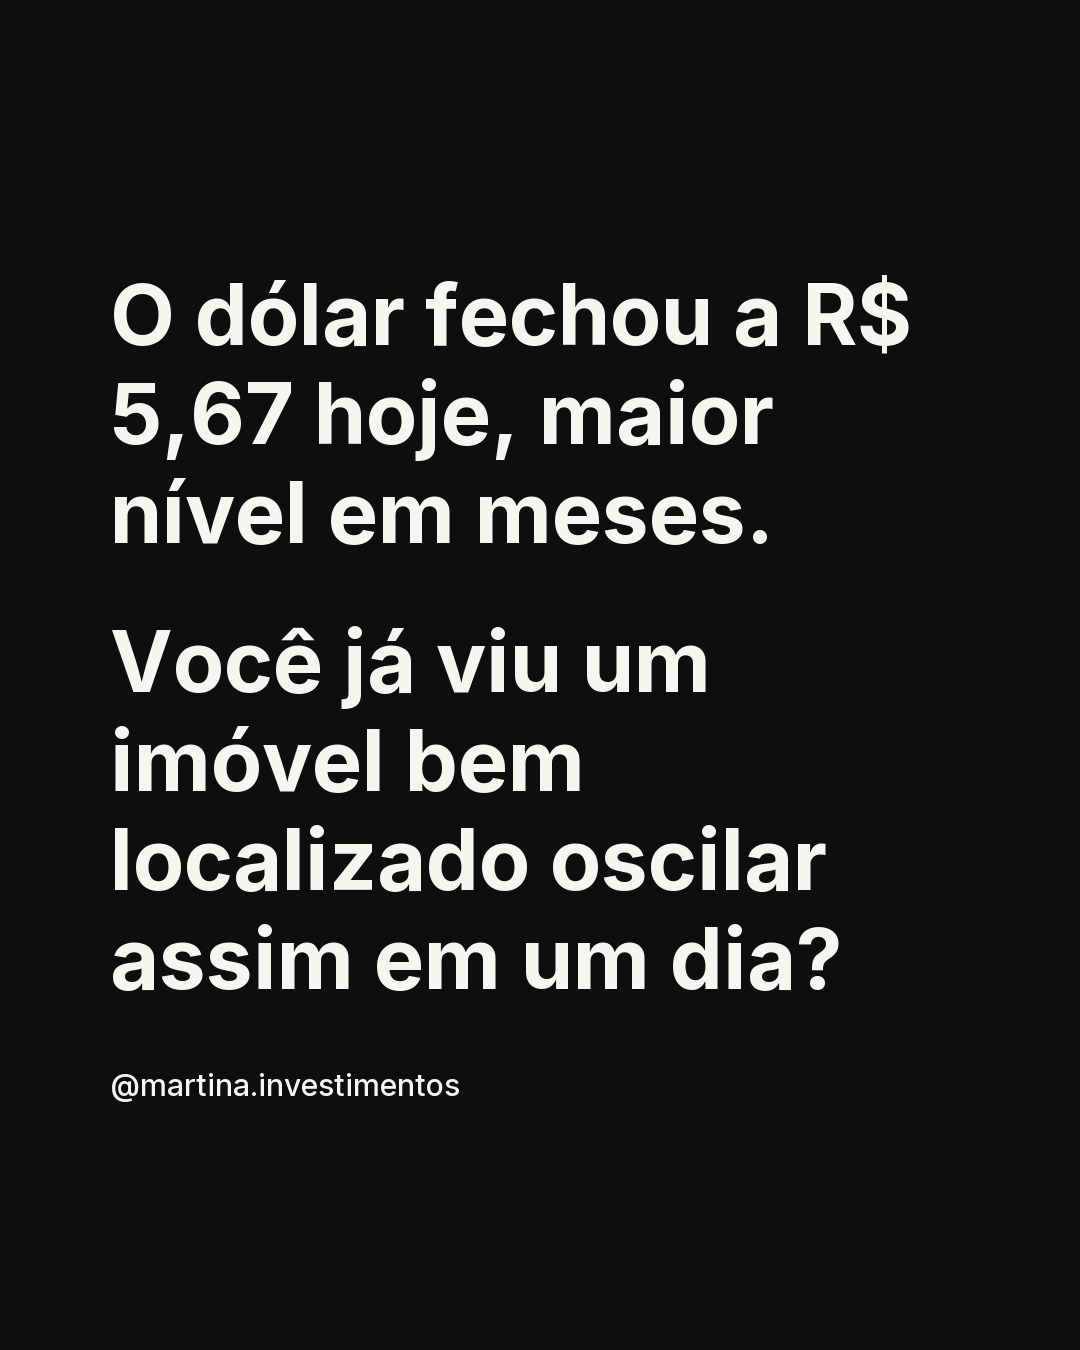 O dólar fechou a R$
5,67 hoje, maior
nível em meses.
Você já viu um
imóvel bem
localizado oscilar
assim em um dia?
@martina.investimentos